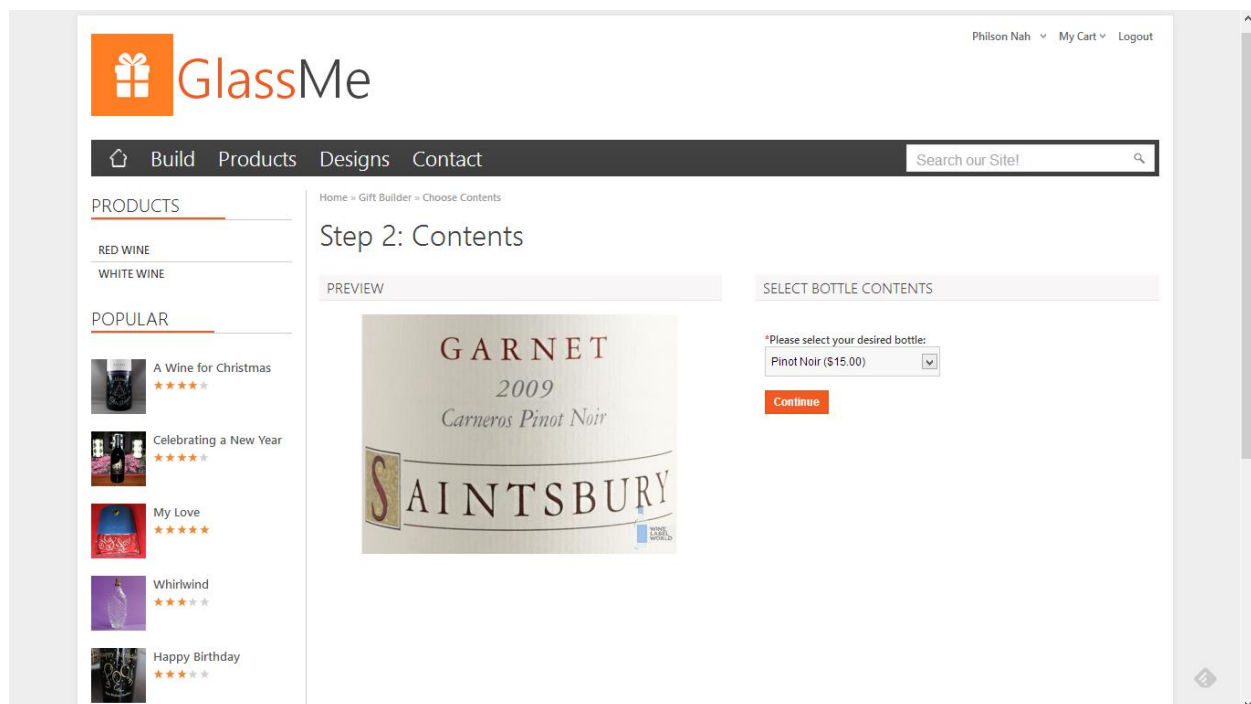 Philson Nah My Cart Logout
GlassMe
Build Products Designs Contact Search our Site!
PRODUCTS
RED WINE
WHITE WINE
POPULAR
A Wine for Christmas
Celebrating a New Year
My Love
Whirlwind
Happy Birthday
Home » Gift Builder » Choose Contents
Step 2: Contents
PREVIEW
GARNET
2009
Carneros Pinot Noir
SAINTSBURY
WINE
LABEL
WORLD
SELECT BOTTLE CONTENTS
*Please select your desired bottle:
Pinot Noir ($15.00)
Continue